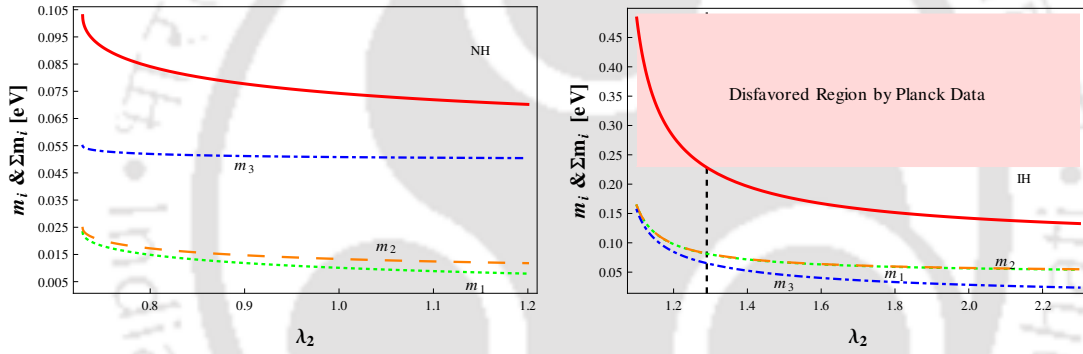 0.105
0.095
0.085
0.075
0.065
0.055
0.045
0.035
0.025
0.015
0.005
m_i & Σm_i [eV]
NH
m_3
m_2
m_1
0.8 0.9 1.0 1.1 1.2
λ_2
0.45
0.40
0.35
0.30
0.25
0.20
0.15
0.10
0.05
m_i & Σm_i [eV]
Disfavored Region by Planck Data
IH
m_1
m_2
m_3
1.2 1.4 1.6 1.8 2.0 2.2
λ_2